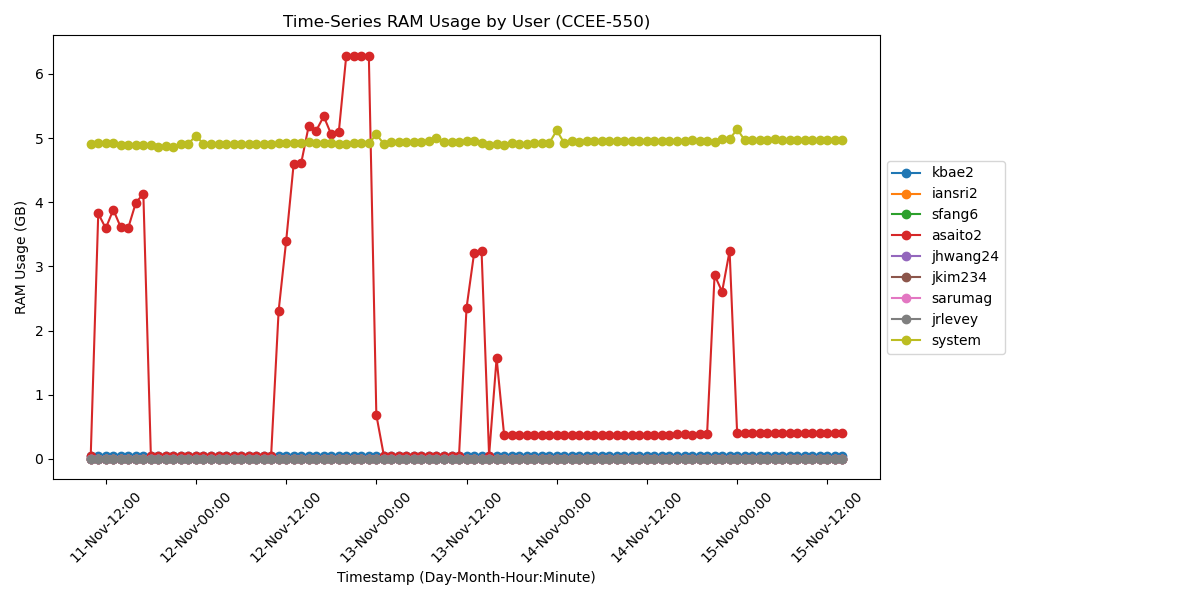 Time-Series RAM Usage by User (CCEE-550)
RAM Usage (GB)
6
5
4
3
2
1
0
11-Nov-12:00
12-Nov-00:00
12-Nov-12:00
13-Nov-00:00
13-Nov-12:00
14-Nov-00:00
14-Nov-12:00
15-Nov-00:00
15-Nov-12:00
Timestamp (Day-Month-Hour:Minute)
kbae2
iansri2
sfang6
asaito2
jhwang24
jkim234
sarumag
jrlevey
system